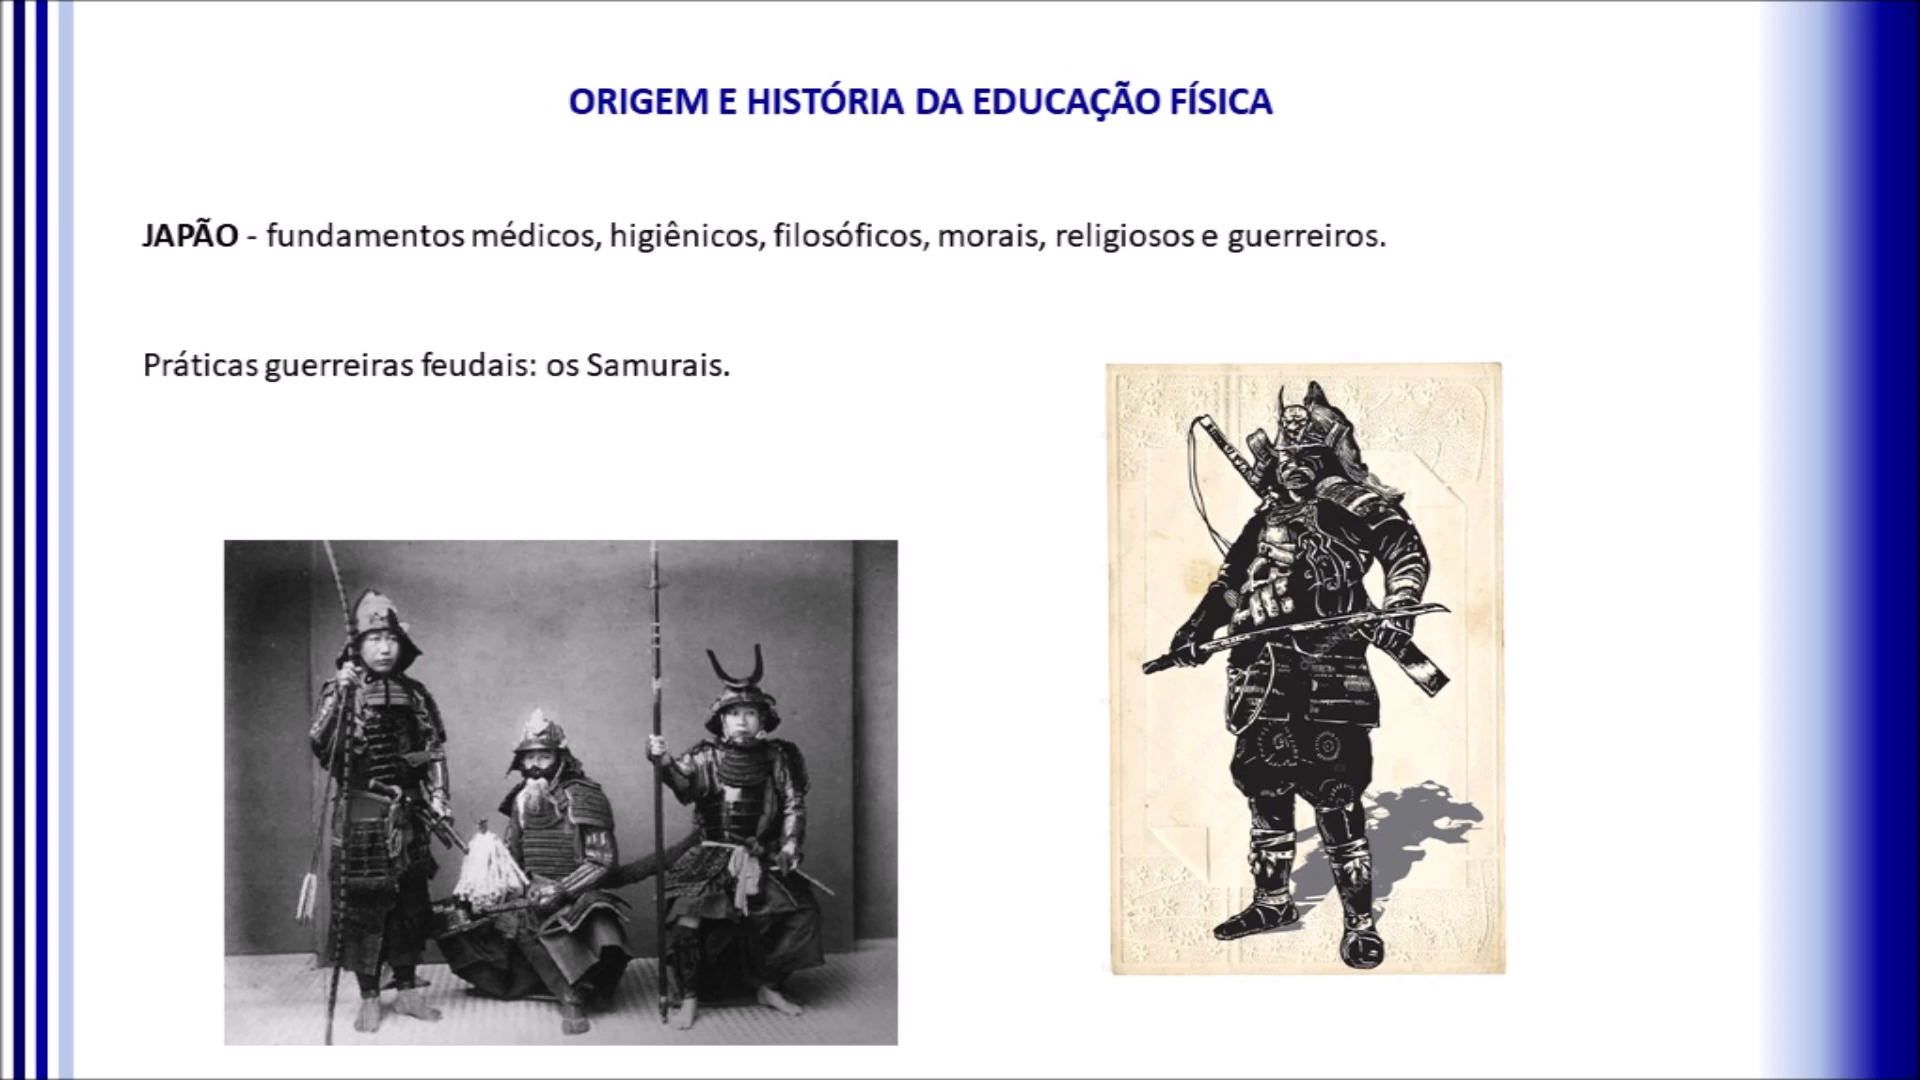 ORIGEM E HISTÓRIA DA EDUCAÇÃO FÍSICA
JAPÃO - fundamentos médicos, higiênicos, filosóficos, morais, religiosos e guerreiros.
Práticas guerreiras feudais: os Samurais.